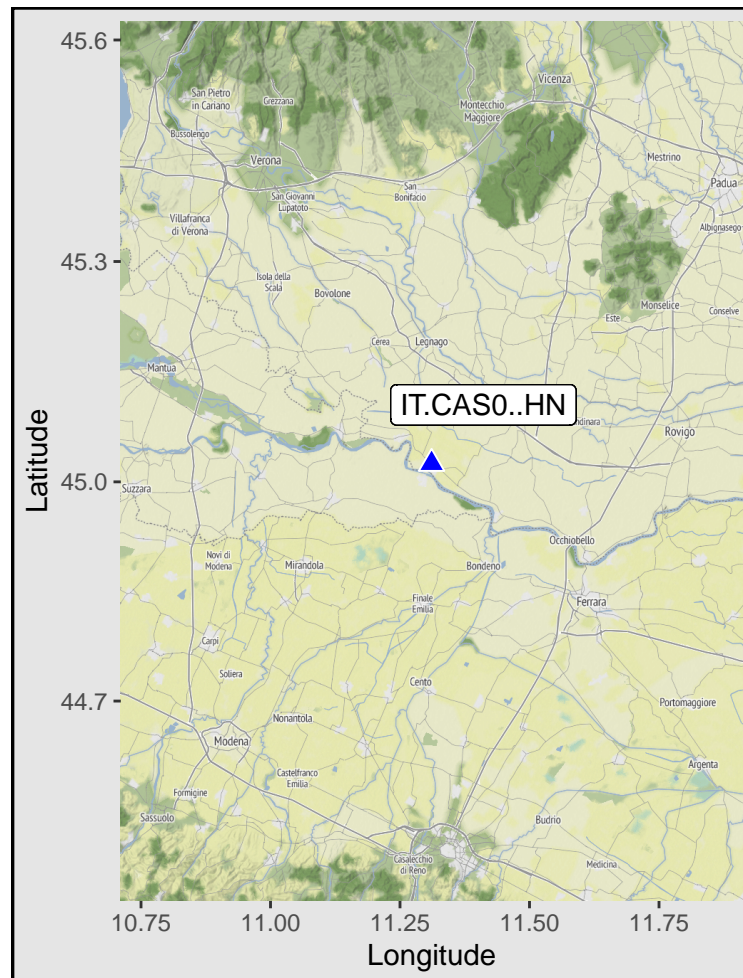 45.6
45.3
45.0
44.7
Latitude
Vicenza
San Pietro
in Cariano
Grezzana
Montecchio
Maggiore
Bussolengo
Verona
Mestrino
Padua
San Giovanni
Lupatoto
San
Bonifacio
Villafranca
di Verona
Albignasego
Isola della
Scala
Bovolone
Monselice
Este
Conselve
Cerea
Legnago
Mantua
IT.CAS0..HN
dinara
Rovigo
Suzzara
Occhiobello
Novi di
Modena
Mirandola
Bondeno
Finale
Emilia
Ferrara
Carpi
Soliera
Cento
Portomaggiore
Nonantola
Modena
Argenta
Castelfranco
Emilia
Formigine
Sassuolo
Budrio
Casalecchio
di Reno
Medicina
10.75
11.00
11.25
11.50
11.75
Longitude